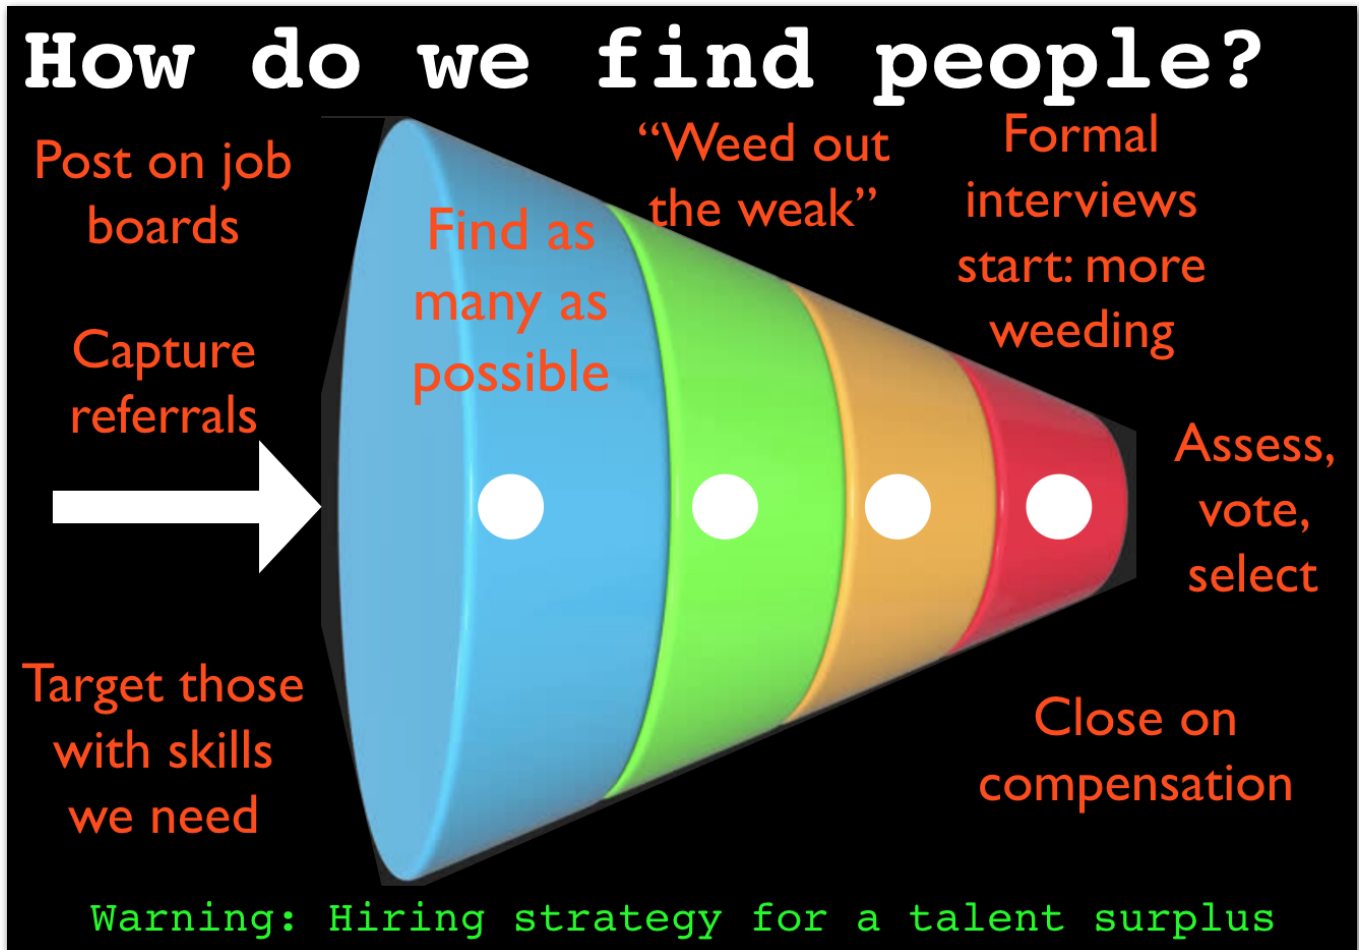 How do we find people?
Post on job
boards
Capture
referrals
Target those
with skills
we need
Find as
many as
possible
“Weed out
the weak”
Formal
interviews
start: more
weeding
Assess,
vote,
select
Close on
compensation
Warning: Hiring strategy for a talent surplus